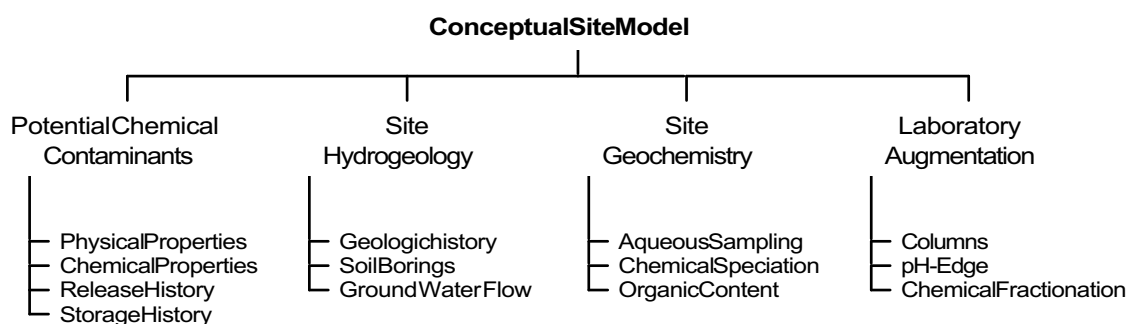 ConceptualSiteModel
PotentialChemical
Contaminants
PhysicalProperties
ChemicalProperties
ReleaseHistory
StorageHistory
Site
Hydrogeology
Geologichistory
SoilBorings
GroundWaterFlow
Site
Geochemistry
AqueousSampling
ChemicalSpeciation
OrganicContent
Laboratory
Augmentation
Columns
pH-Edge
ChemicalFractionation